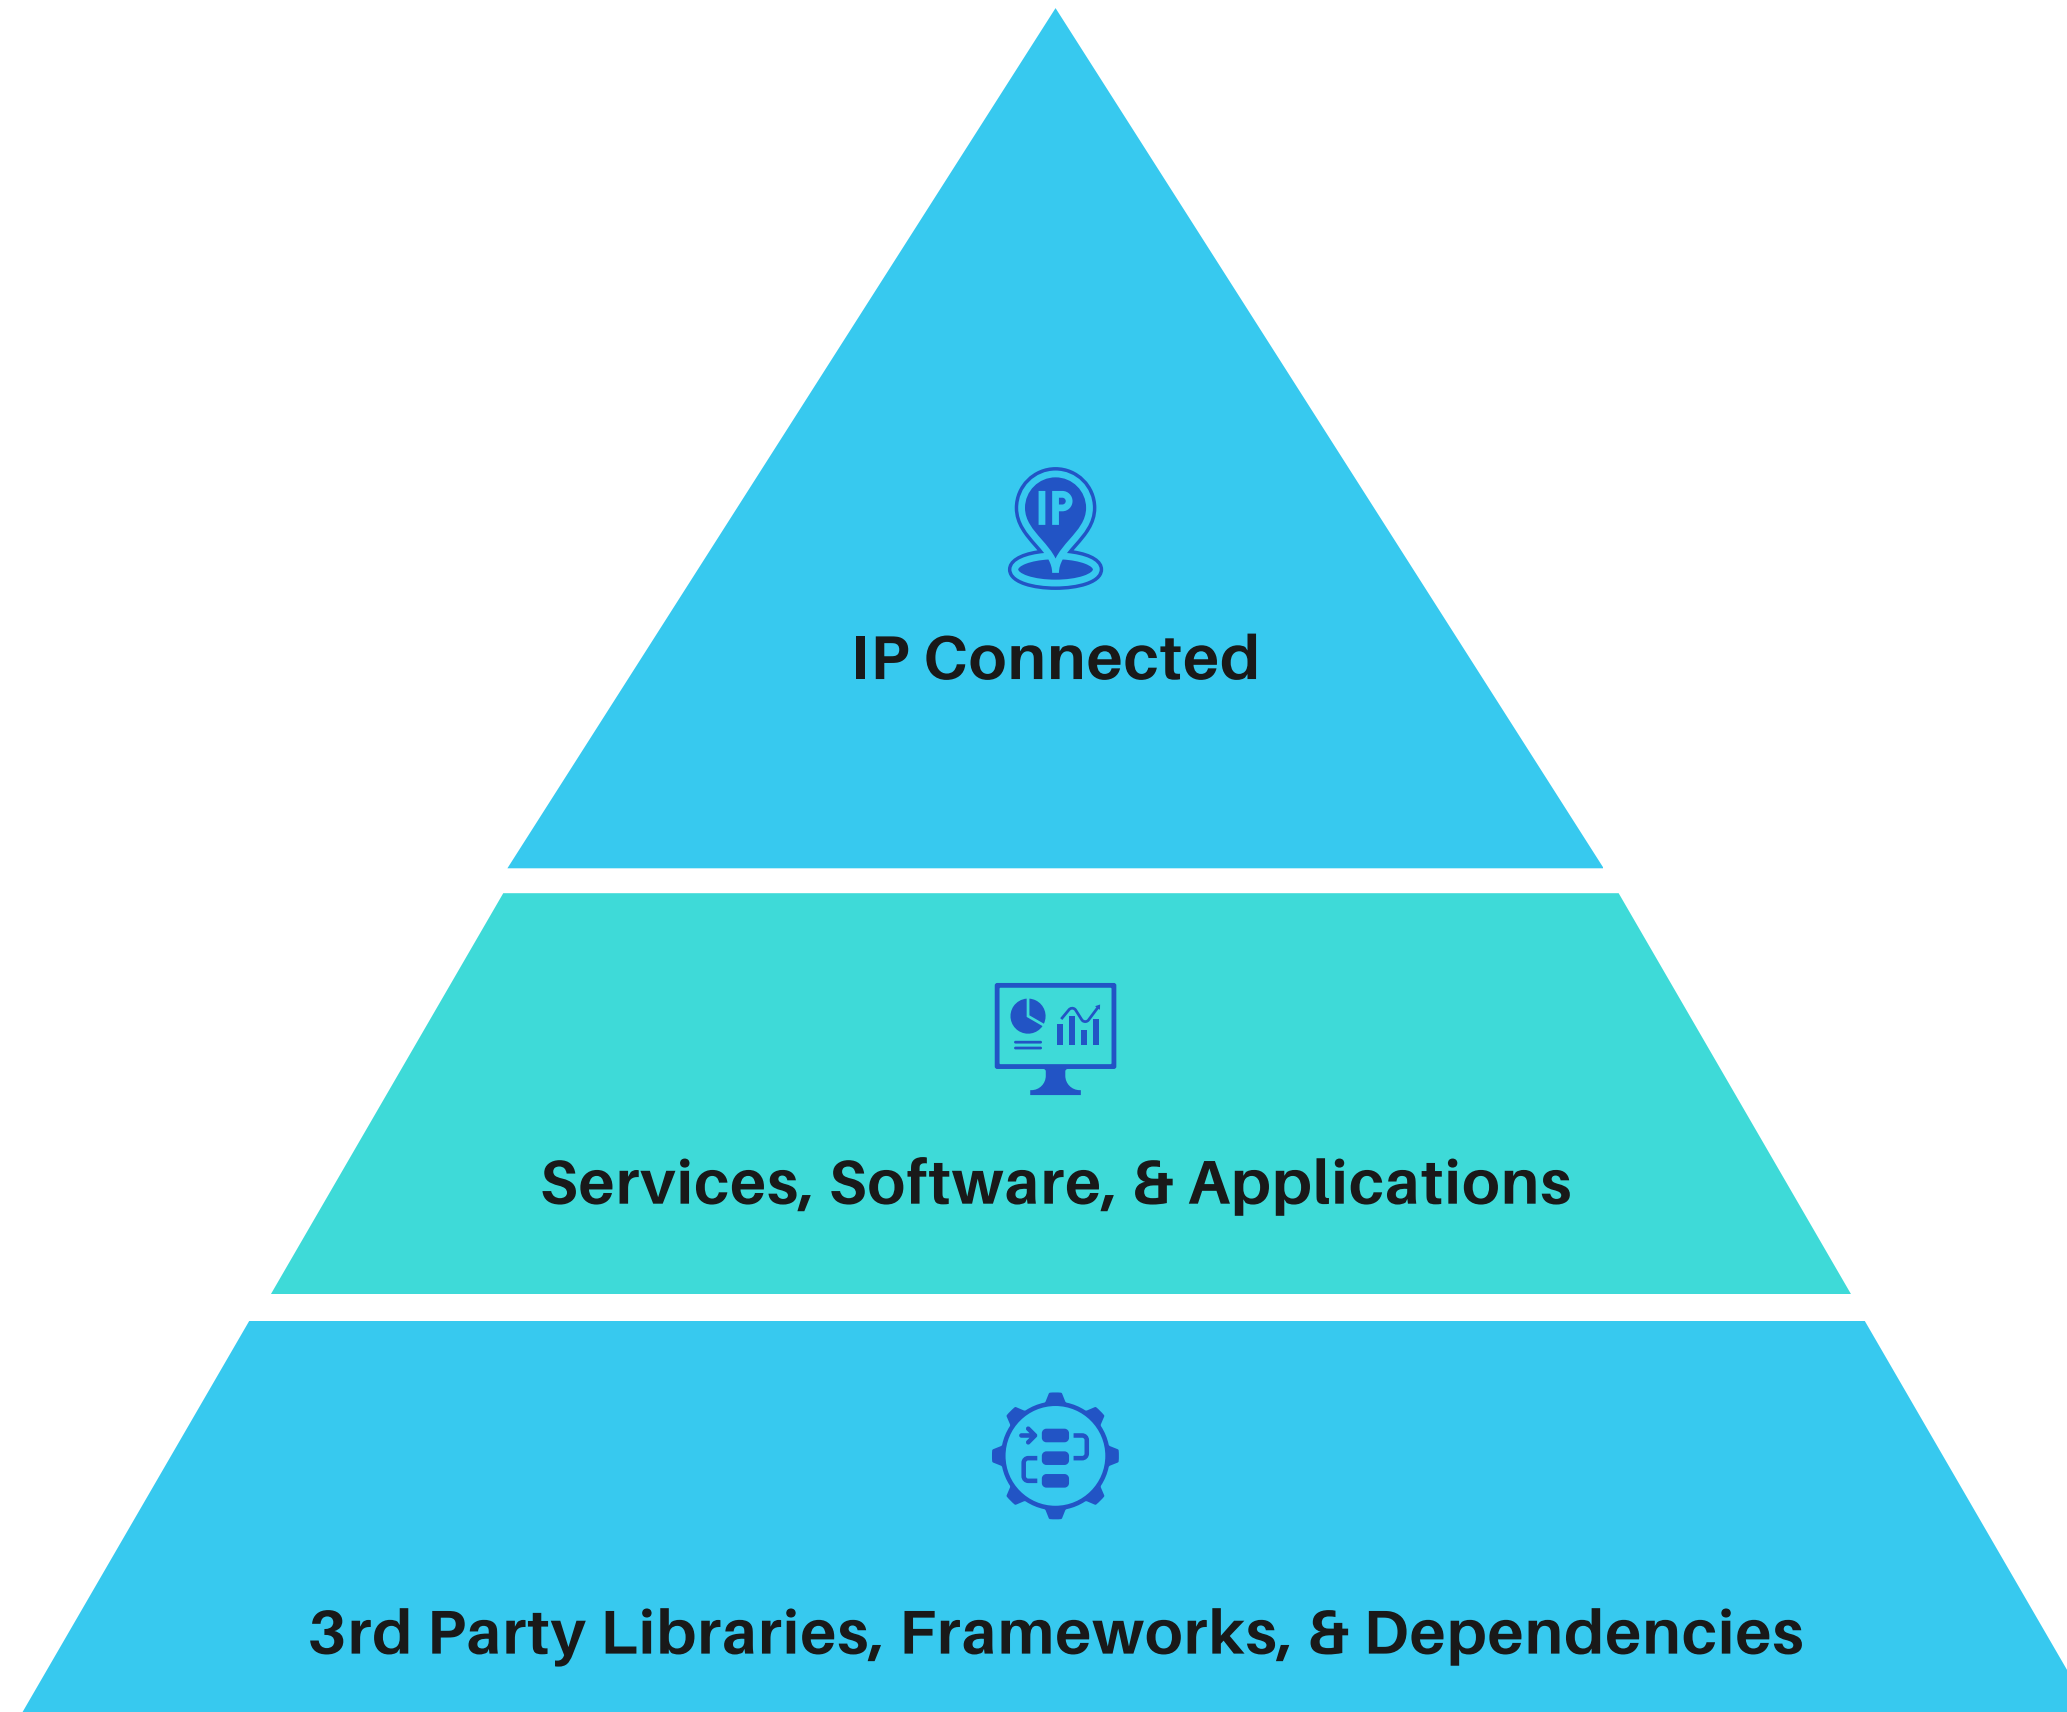 IP
IP Connected
Services, Software, & Applications
3rd Party Libraries, Frameworks, & Dependencies